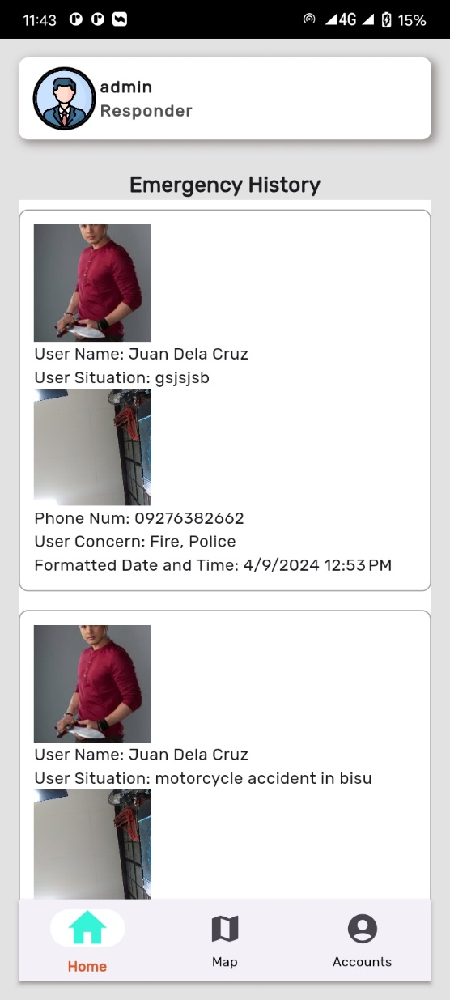 11:43
4G
15%
admin
Responder
Emergency History
User Name: Juan Dela Cruz
User Situation: gsjsjsb
Phone Num: 09276382662
User Concern: Fire, Police
Formatted Date and Time: 4/9/2024 12:53 PM
User Name: Juan Dela Cruz
User Situation: motorcycle accident in bisu
Home
Map
Accounts